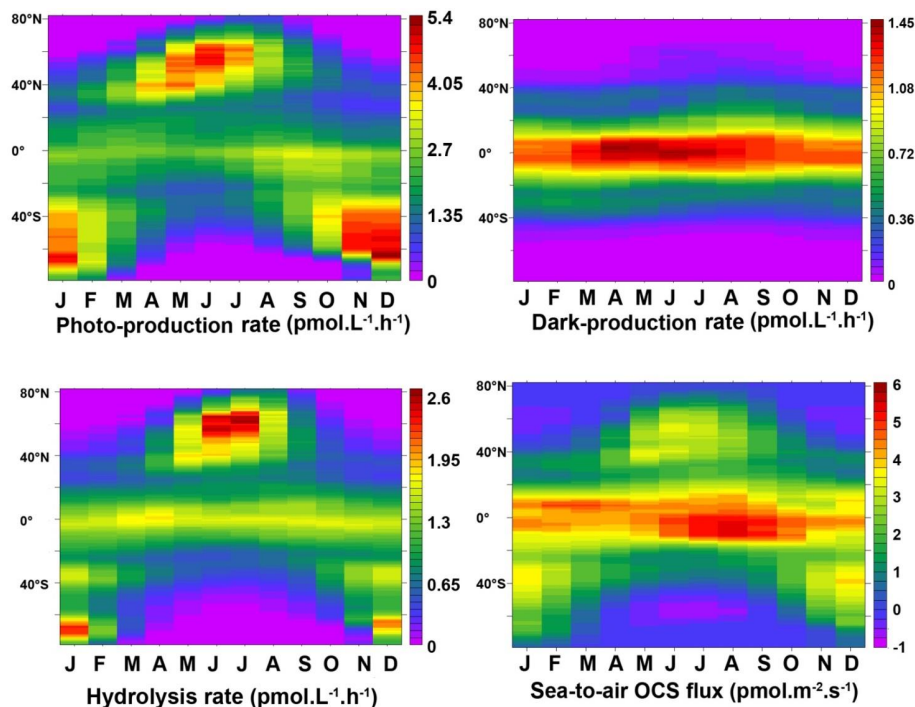 80°N
40°N
0°
40°S
5.4
4.05
2.7
1.35
0
J F M A M J J A S O N D
Photo-production rate (pmol.L⁻¹.h⁻¹)
80°N
40°N
0°
40°S
1.45
1.08
0.72
0.36
0
J F M A M J J A S O N D
Dark-production rate (pmol.L⁻¹.h⁻¹)
80°N
40°N
0°
40°S
2.6
1.95
1.3
0.65
0
J F M A M J J A S O N D
Hydrolysis rate (pmol.L⁻¹.h⁻¹)
80°N
40°N
0°
40°S
6
5
4
3
2
1
0
-1
J F M A M J J A S O N D
Sea-to-air OCS flux (pmol.m⁻².s⁻¹)